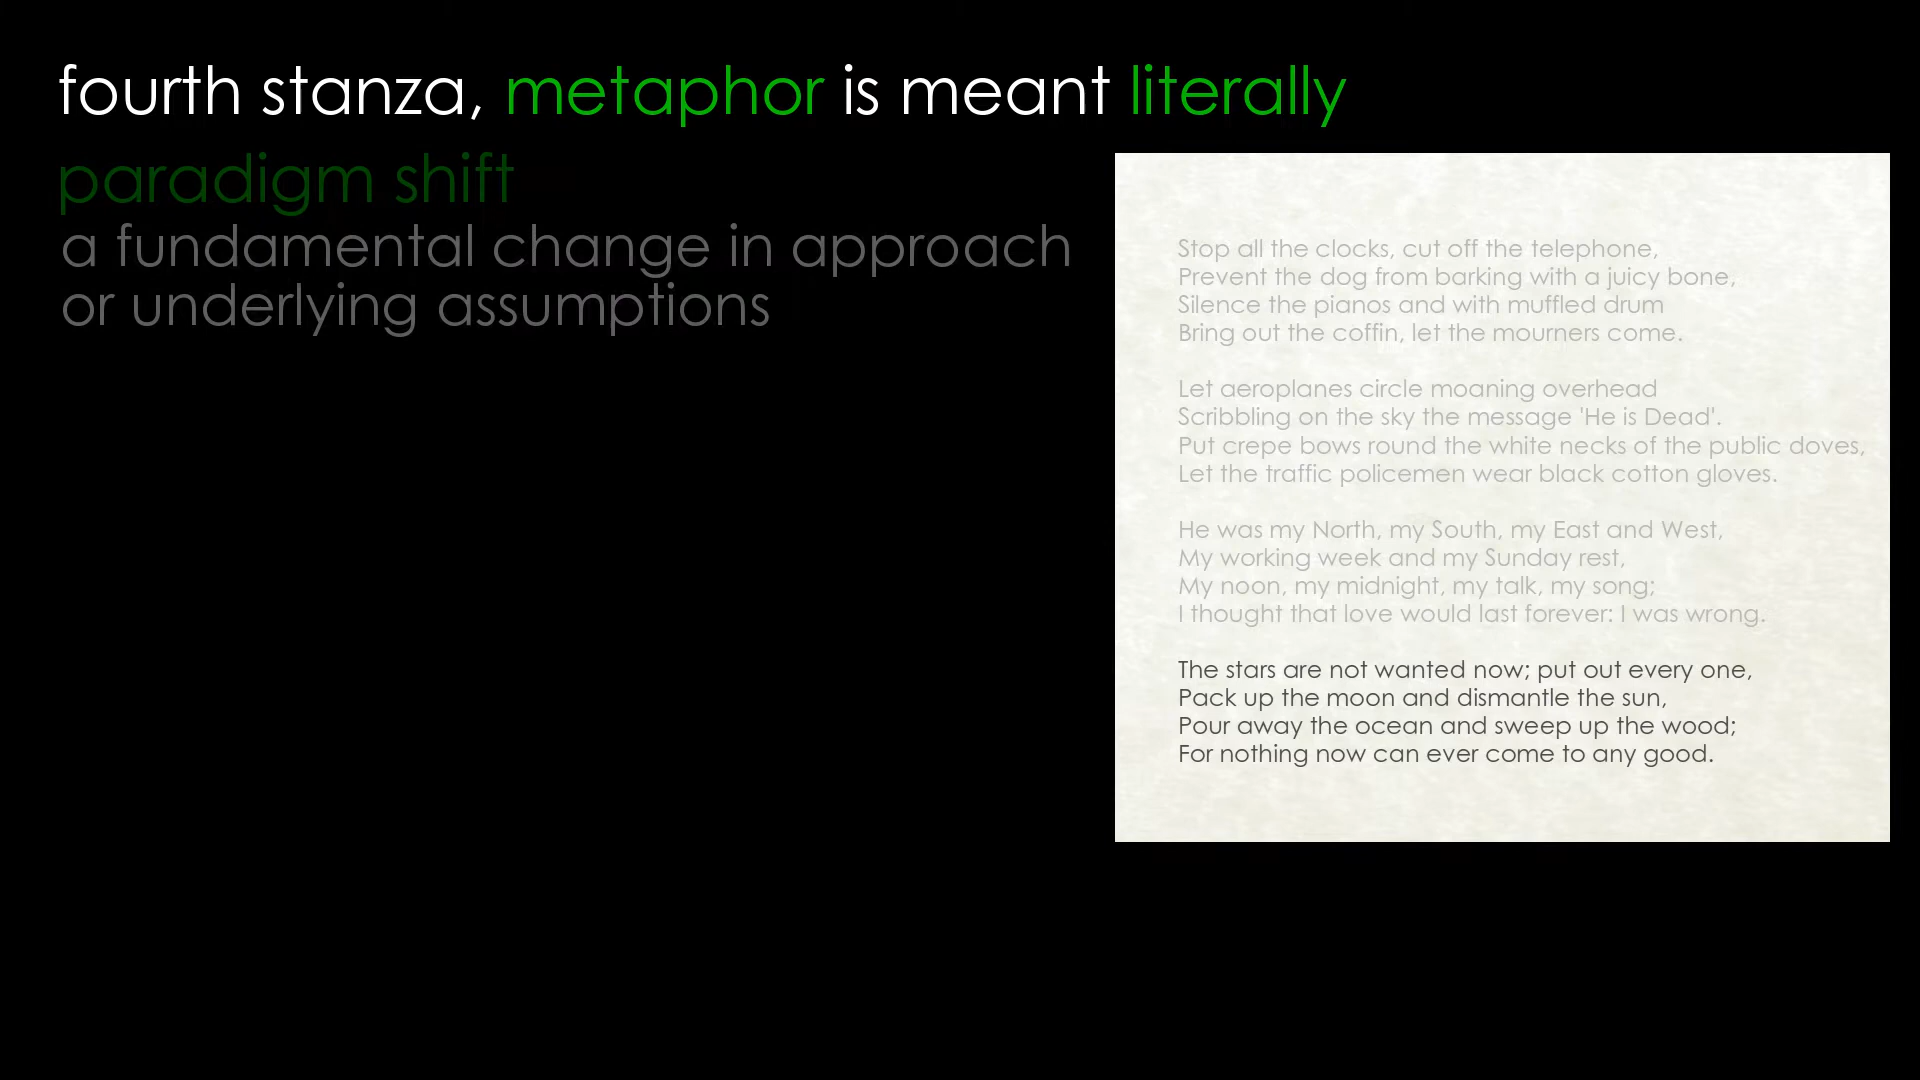 fourth stanza, metaphor is meant literally
paradigm shift
a fundamental change in approach
or underlying assumptions
Stop all the clocks, cut off the telephone,
Prevent the dog from barking with a juicy bone,
Silence the pianos and with muffled drum
Bring out the coffin, let the mourners come.
Let aeroplanes circle moaning overhead
Scribbling on the sky the message 'He is Dead'.
Put crepe bows round the white necks of the public doves,
Let the traffic policemen wear black cotton gloves.
He was my North, my South, my East and West,
My working week and my Sunday rest,
My noon, my midnight, my talk, my song;
I thought that love would last forever: I was wrong.
The stars are not wanted now; put out every one,
Pack up the moon and dismantle the sun,
Pour away the ocean and sweep up the wood;
For nothing now can ever come to any good.